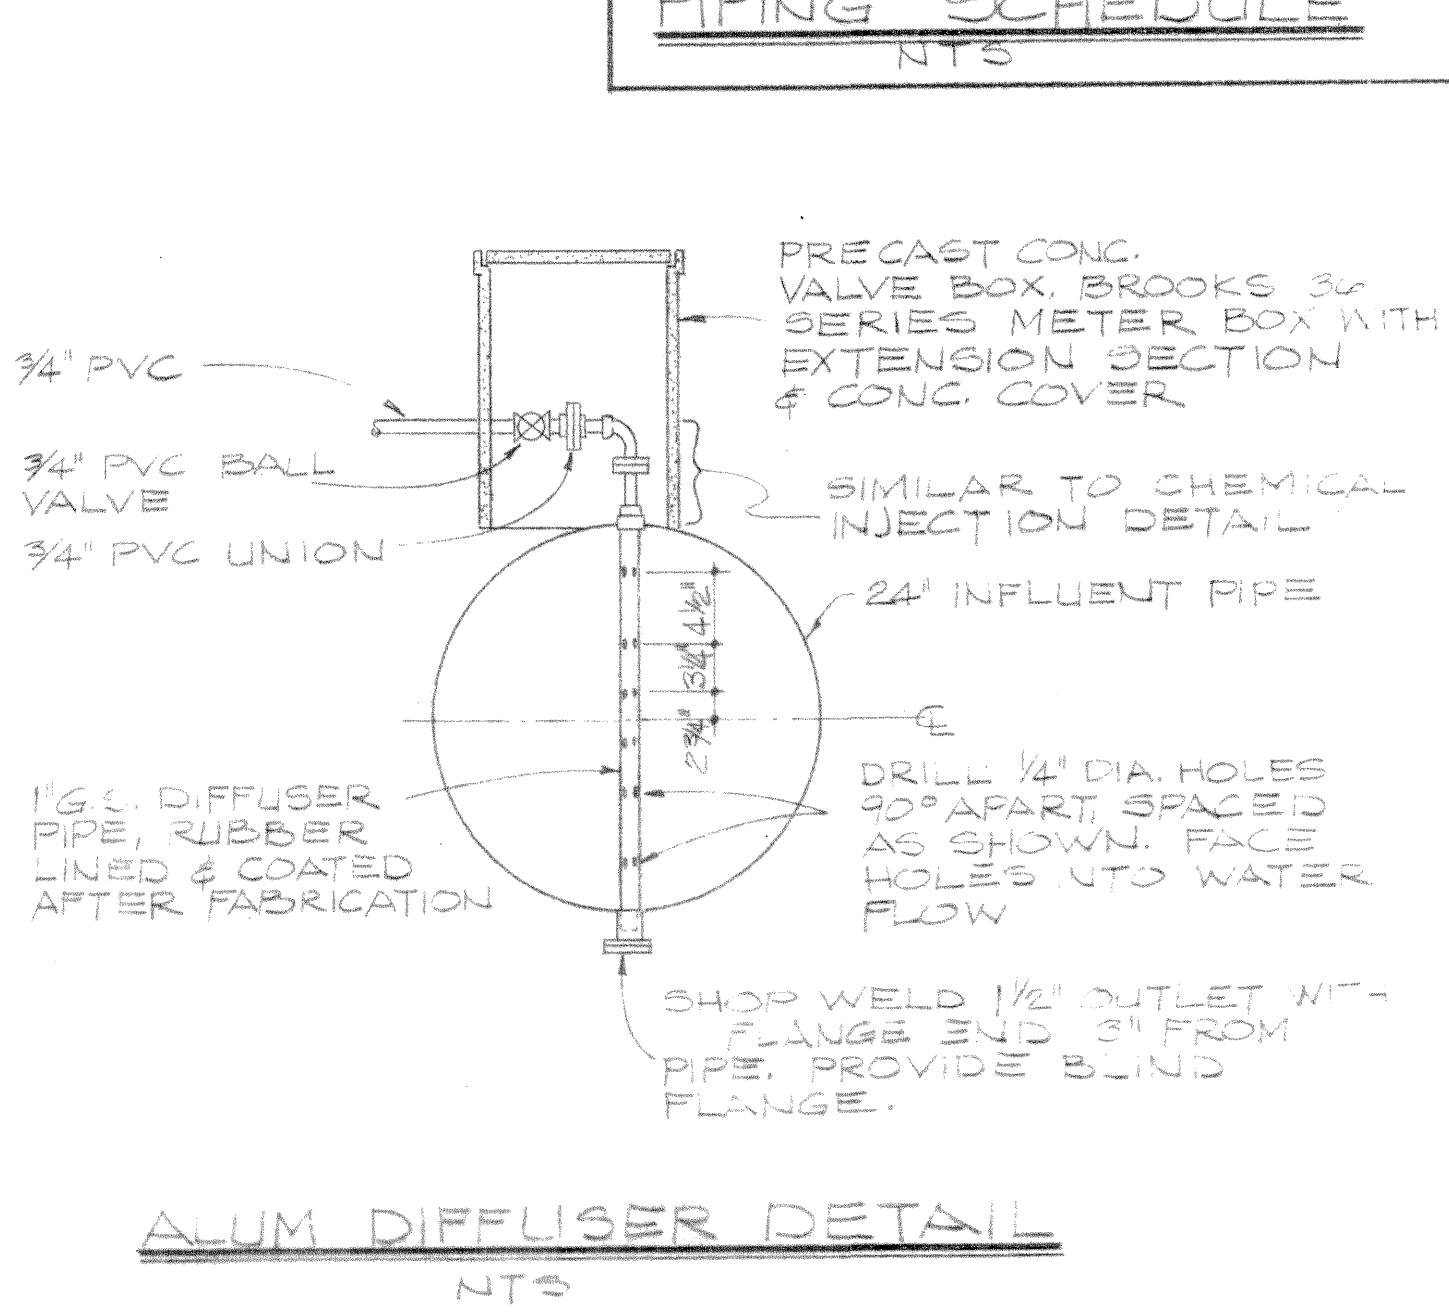 PIPING SCHEDULE
NTS
PRECAST CONC.
VALVE BOX, BROOKS 36
SERIES METER BOX WITH
EXTENSION SECTION
& CONC. COVER
3/4" PVC
3/4" PVC BALL
VALVE
3/4" PVC UNION
SIMILAR TO CHEMICAL
INJECTION DETAIL
24" INFLUENT PIPE
4 1/2"
3 1/4"
2 3/4"
CL
1" G.S. DIFFUSER
PIPE, RUBBER
LINED & COATED
AFTER FABRICATION
DRILL 1/4" DIA. HOLES
90° APART, SPACED
AS SHOWN. FACE
HOLES INTO WATER
FLOW
SHOP WELD 1 1/2" OUTLET WITH
FLANGE END 3" FROM
PIPE. PROVIDE BLIND
FLANGE.
ALUM DIFFUSER DETAIL
NTS